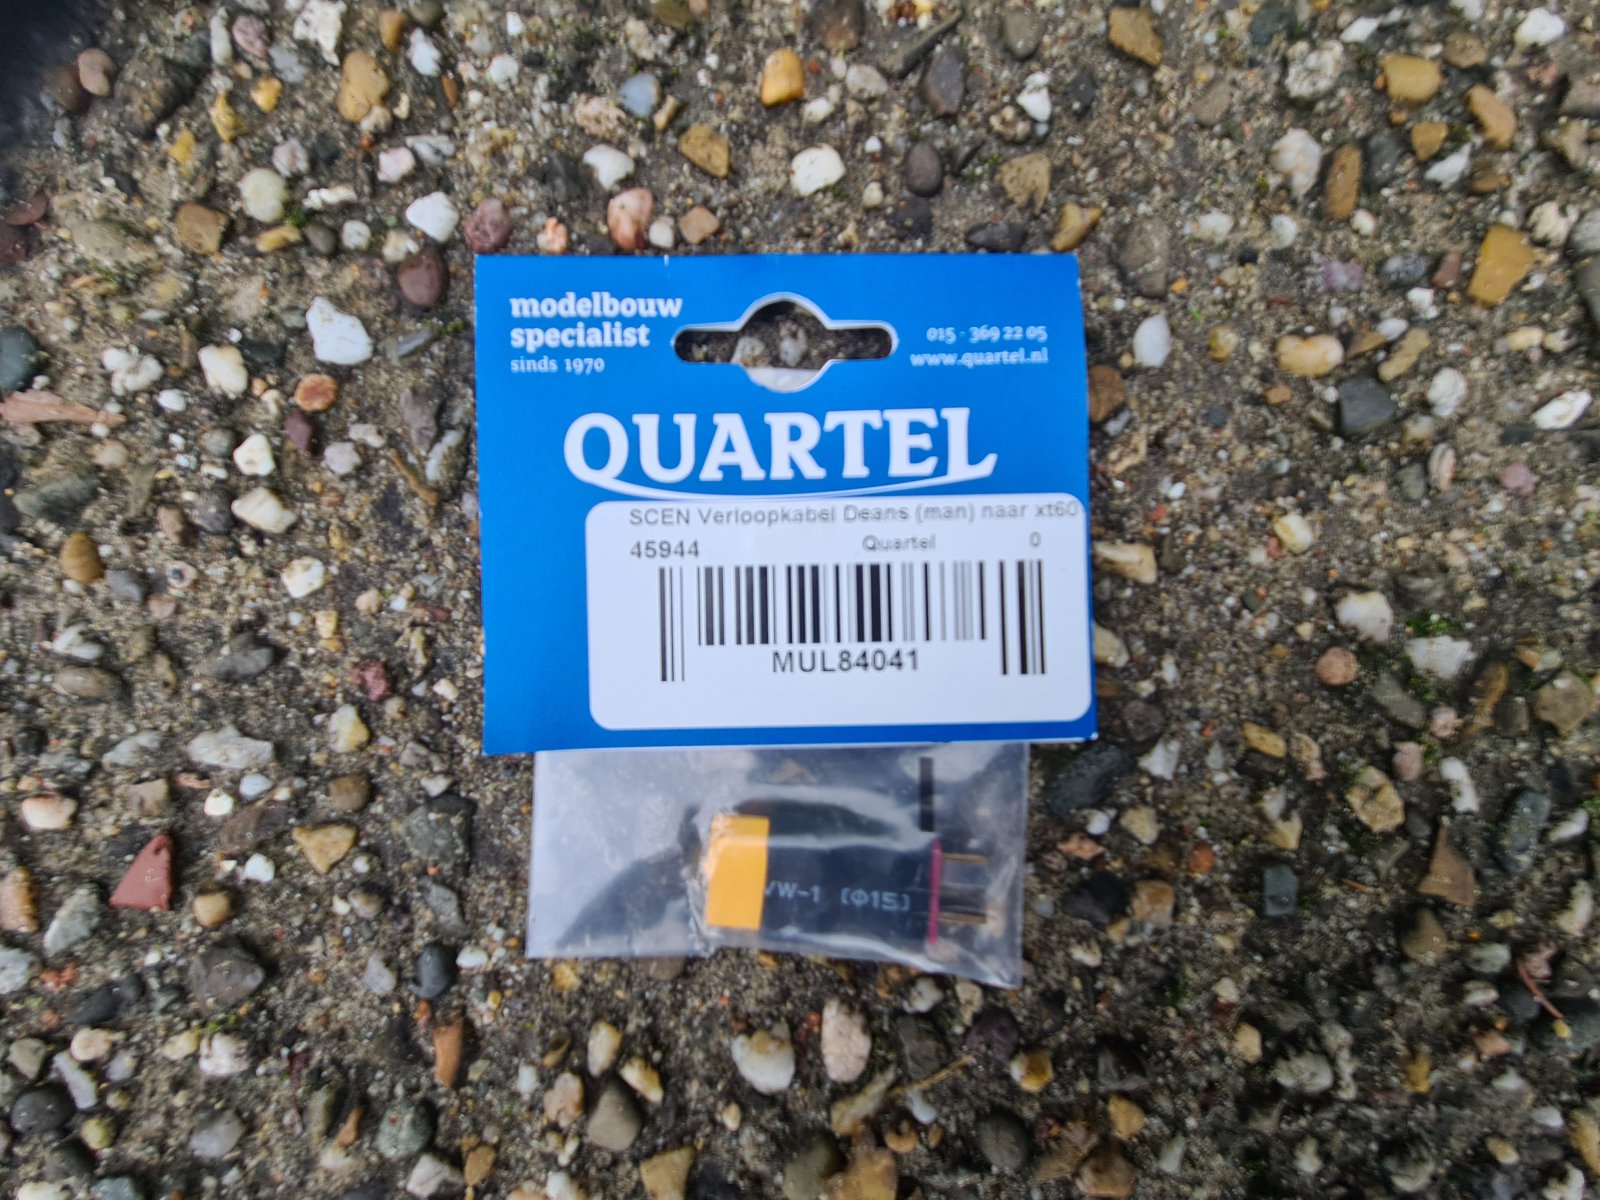 modelbouw
specialist
sinds 1970
015 - 369 22 05
www.quartel.nl
QUARTEL
SCEN Verloopkabel Deans (man) naar xt60
45944 Quartel 0
MUL84041
VW-1 (Φ15)